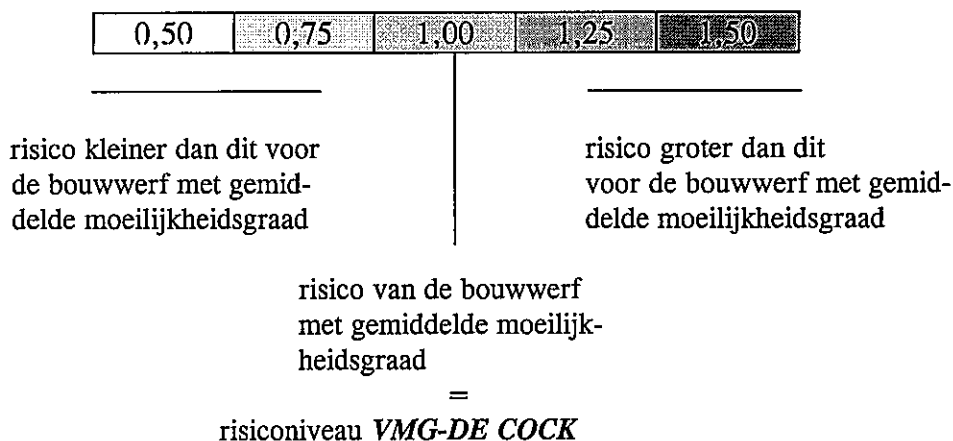 0,50 0,75 1,00 1,25 1,50
risico kleiner dan dit voor
de bouwwerf met gemid-
delde moeilijkheidsgraad
risico groter dan dit
voor de bouwwerf met gemid-
delde moeilijkheidsgraad
risico van de bouwwerf
met gemiddelde moeilijk-
heidsgraad
=
risiconiveau VMG-DE COCK